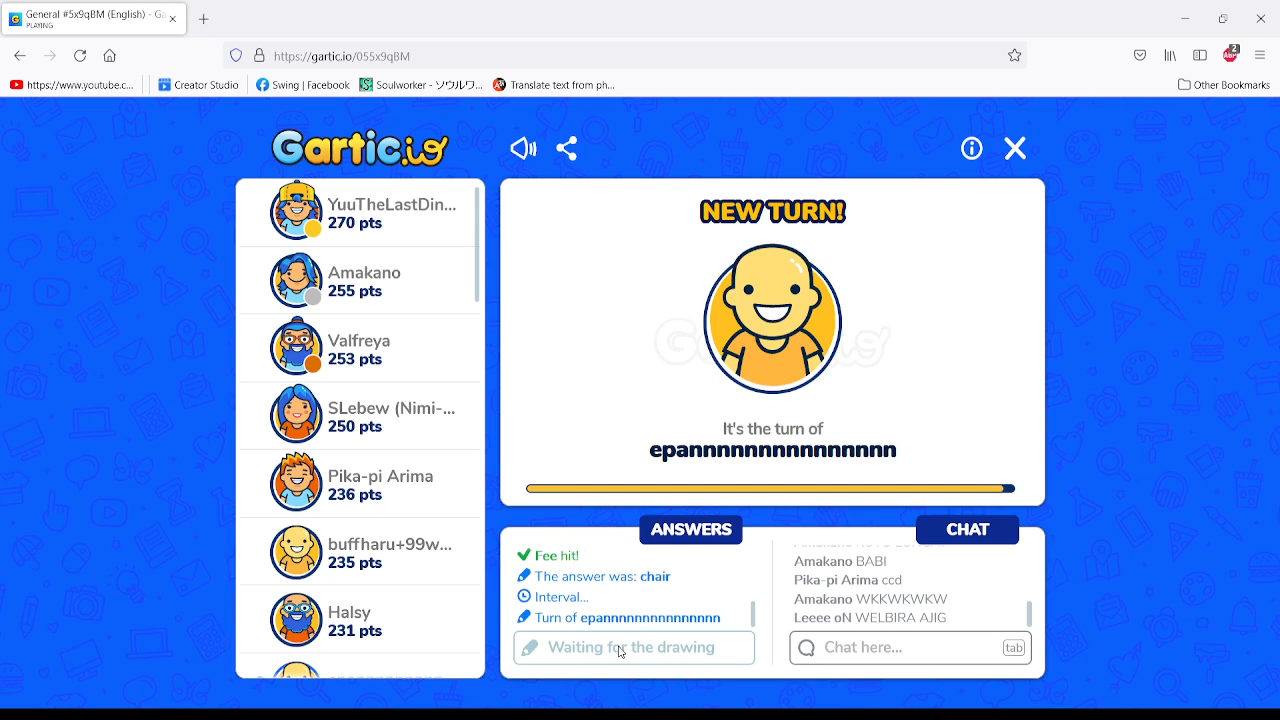 General #5x9qBM (English) - Ga
PLAYING
https://gartic.io/055x9qBM
2
https://www.youtube.c...
Creator Studio
Swing | Facebook
Soulworker - ソウルワ...
Translate text from ph...
Other Bookmarks
Gartic.io
YuuTheLastDin...
270 pts
Amakano
255 pts
Valfreya
253 pts
SLebew (Nimi-...
250 pts
Pika-pi Arima
236 pts
buffharu+99w...
235 pts
Halsy
231 pts
NEW TURN!
It's the turn of
epannnnnnnnnnnnnnnn
ANSWERS
Fee hit!
The answer was: chair
Interval...
Turn of epannnnnnnnnnnnnnnn
Waiting for the drawing
CHAT
Amakano BABI
Pika-pi Arima ccd
Amakano WKKWKWKW
Leeee oN WELBIRA AJIG
Chat here...
tab